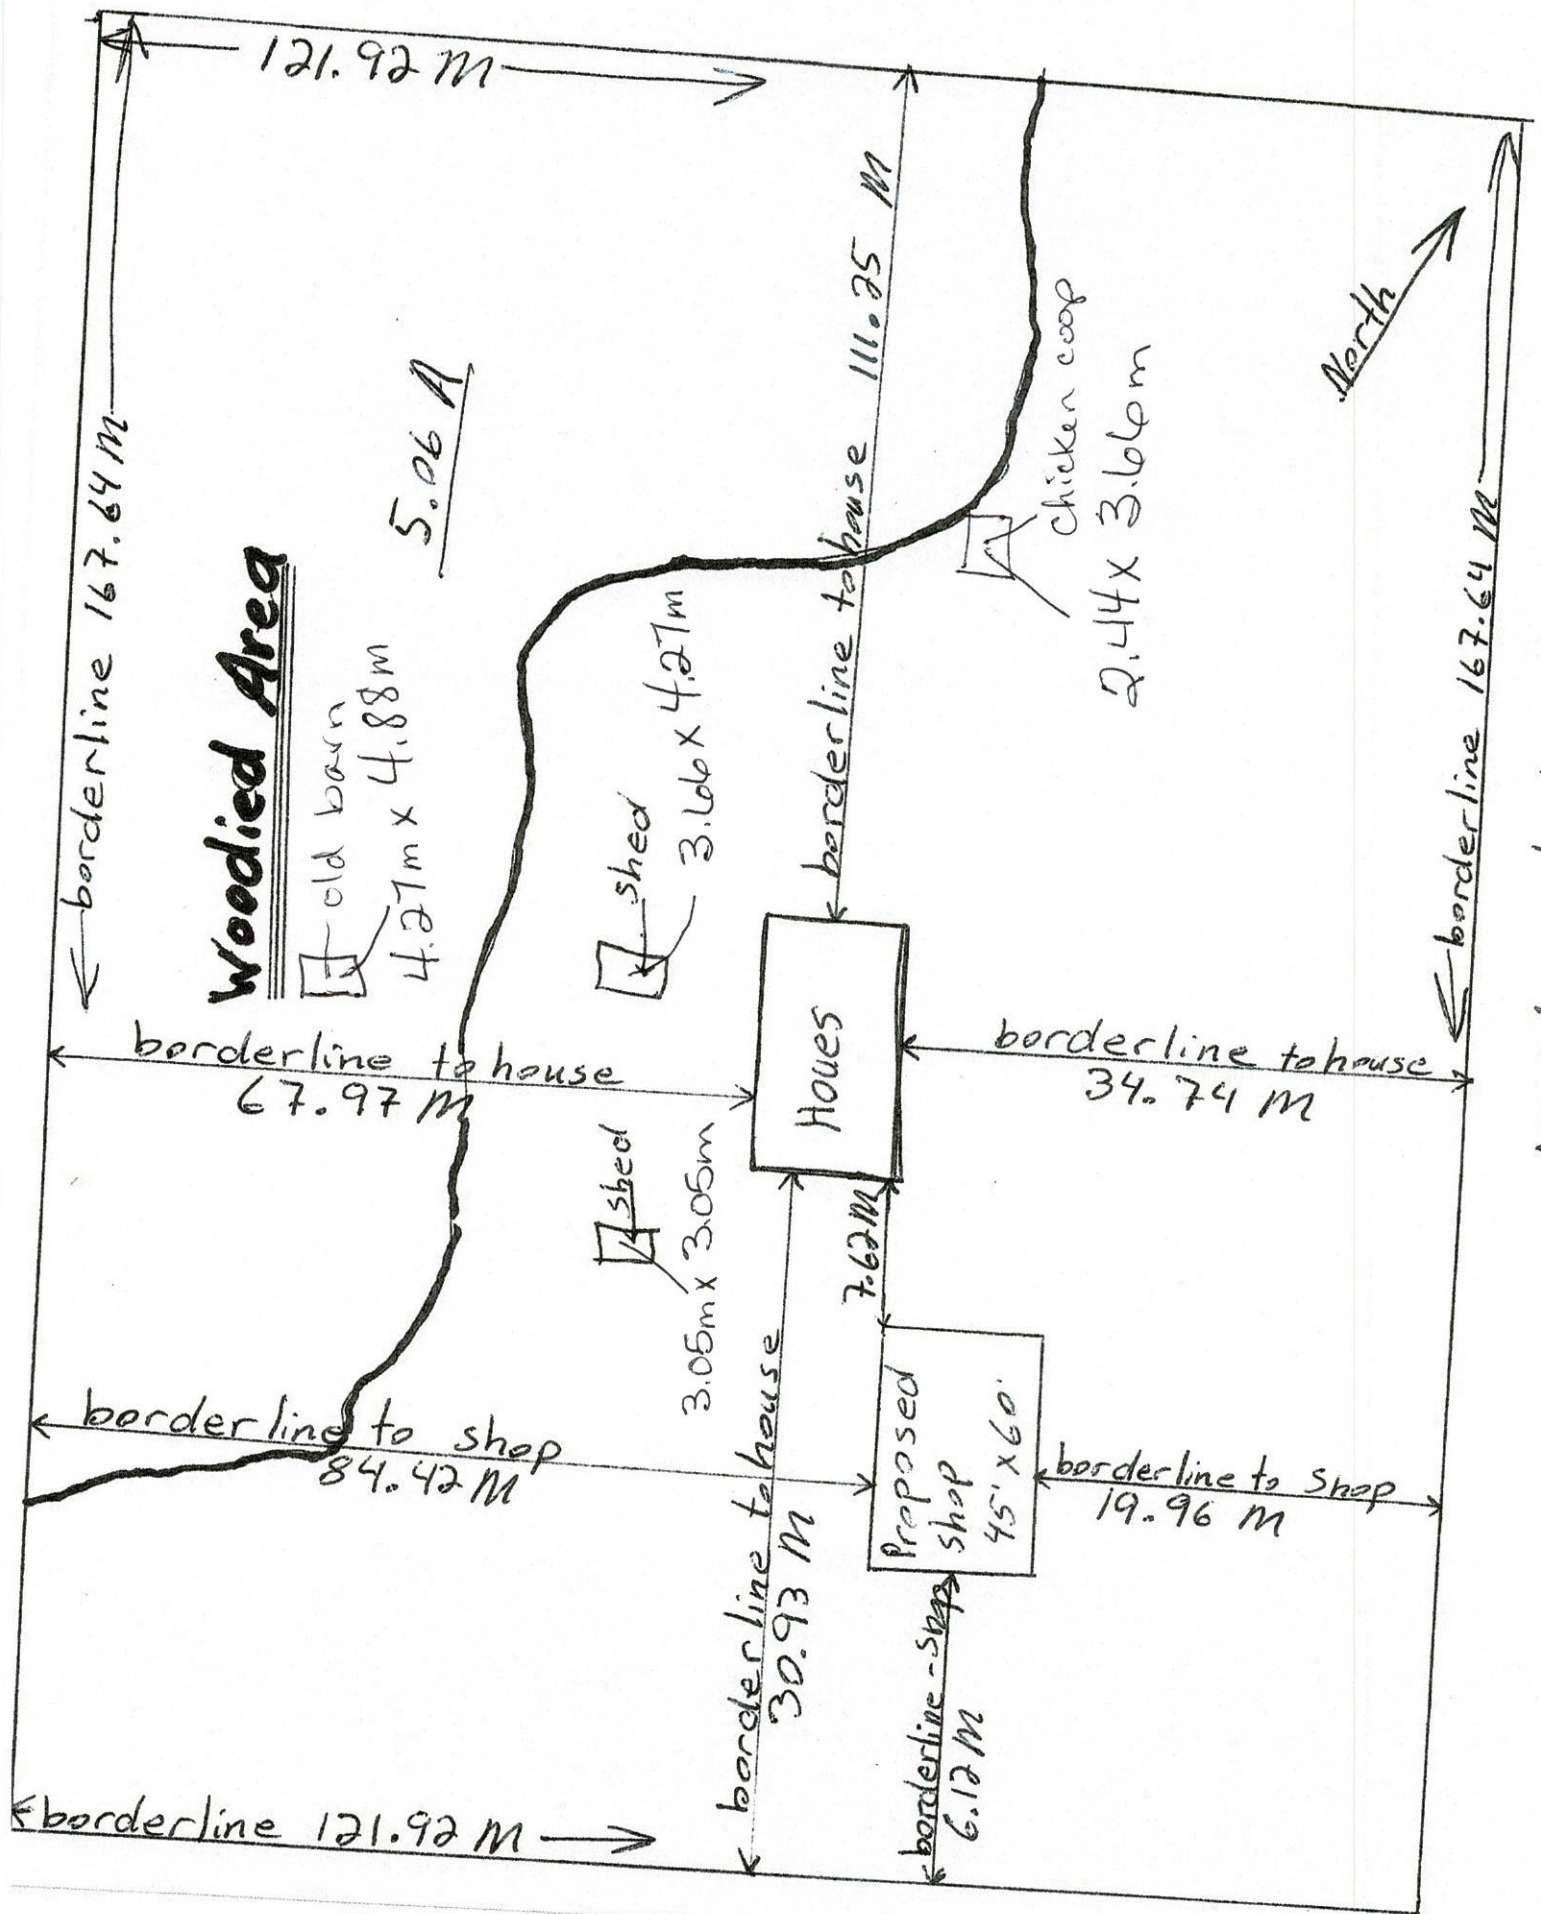 121.92 M
borderline 167.64 M
5.06 A
Woodied Area
old barn
4.27m x 4.88m
borderline to house 111.25 M
North
Chicken coop
2.44 x 3.66m
shed
3.66 x 4.27m
borderline 167.64 M
borderline to house
67.97 M
Houes
borderline to house
34.74 M
shed
3.05m x 3.05m
7.62 M
borderline to shop
84.42 M
Proposed
shop
45' x 60'
borderline to Shop
19.96 M
borderline to house
30.93 M
borderline - Shop
6.12 M
borderline 121.92 M